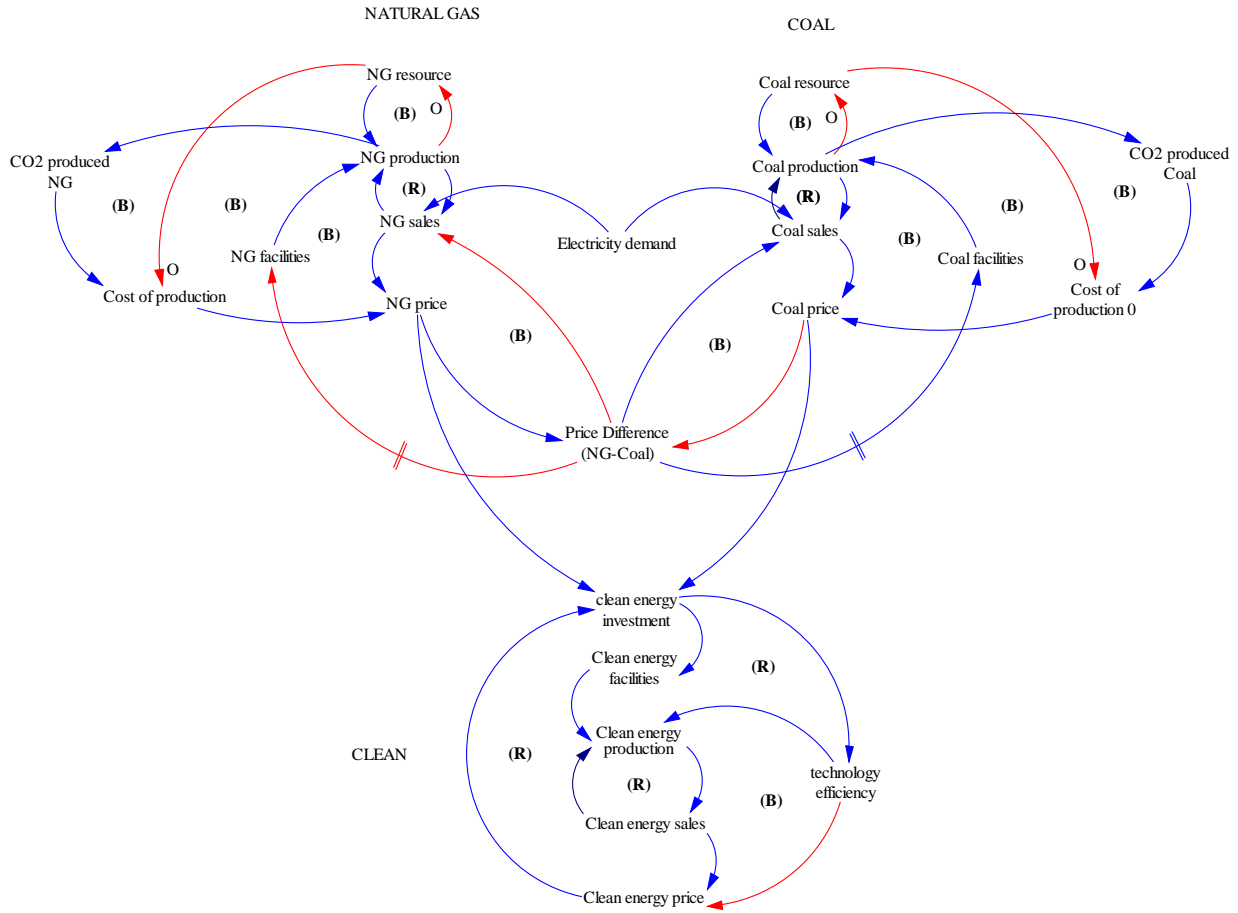 NATURAL GAS
COAL
NG resource
Coal resource
(B)
O
(B)
O
CO2 produced
NG
NG production
Coal production
CO2 produced
Coal
(B)
(B)
(R)
(R)
(B)
(B)
NG sales
Coal sales
(B)
(B)
Electricity demand
NG facilities
Coal facilities
O
O
Cost of production
NG price
Coal price
Cost of
production 0
(B)
(B)
Price Difference
(NG-Coal)
clean energy
investment
Clean energy
facilities
(R)
Clean energy
production
CLEAN
(R)
(R)
technology
efficiency
(B)
Clean energy sales
Clean energy price